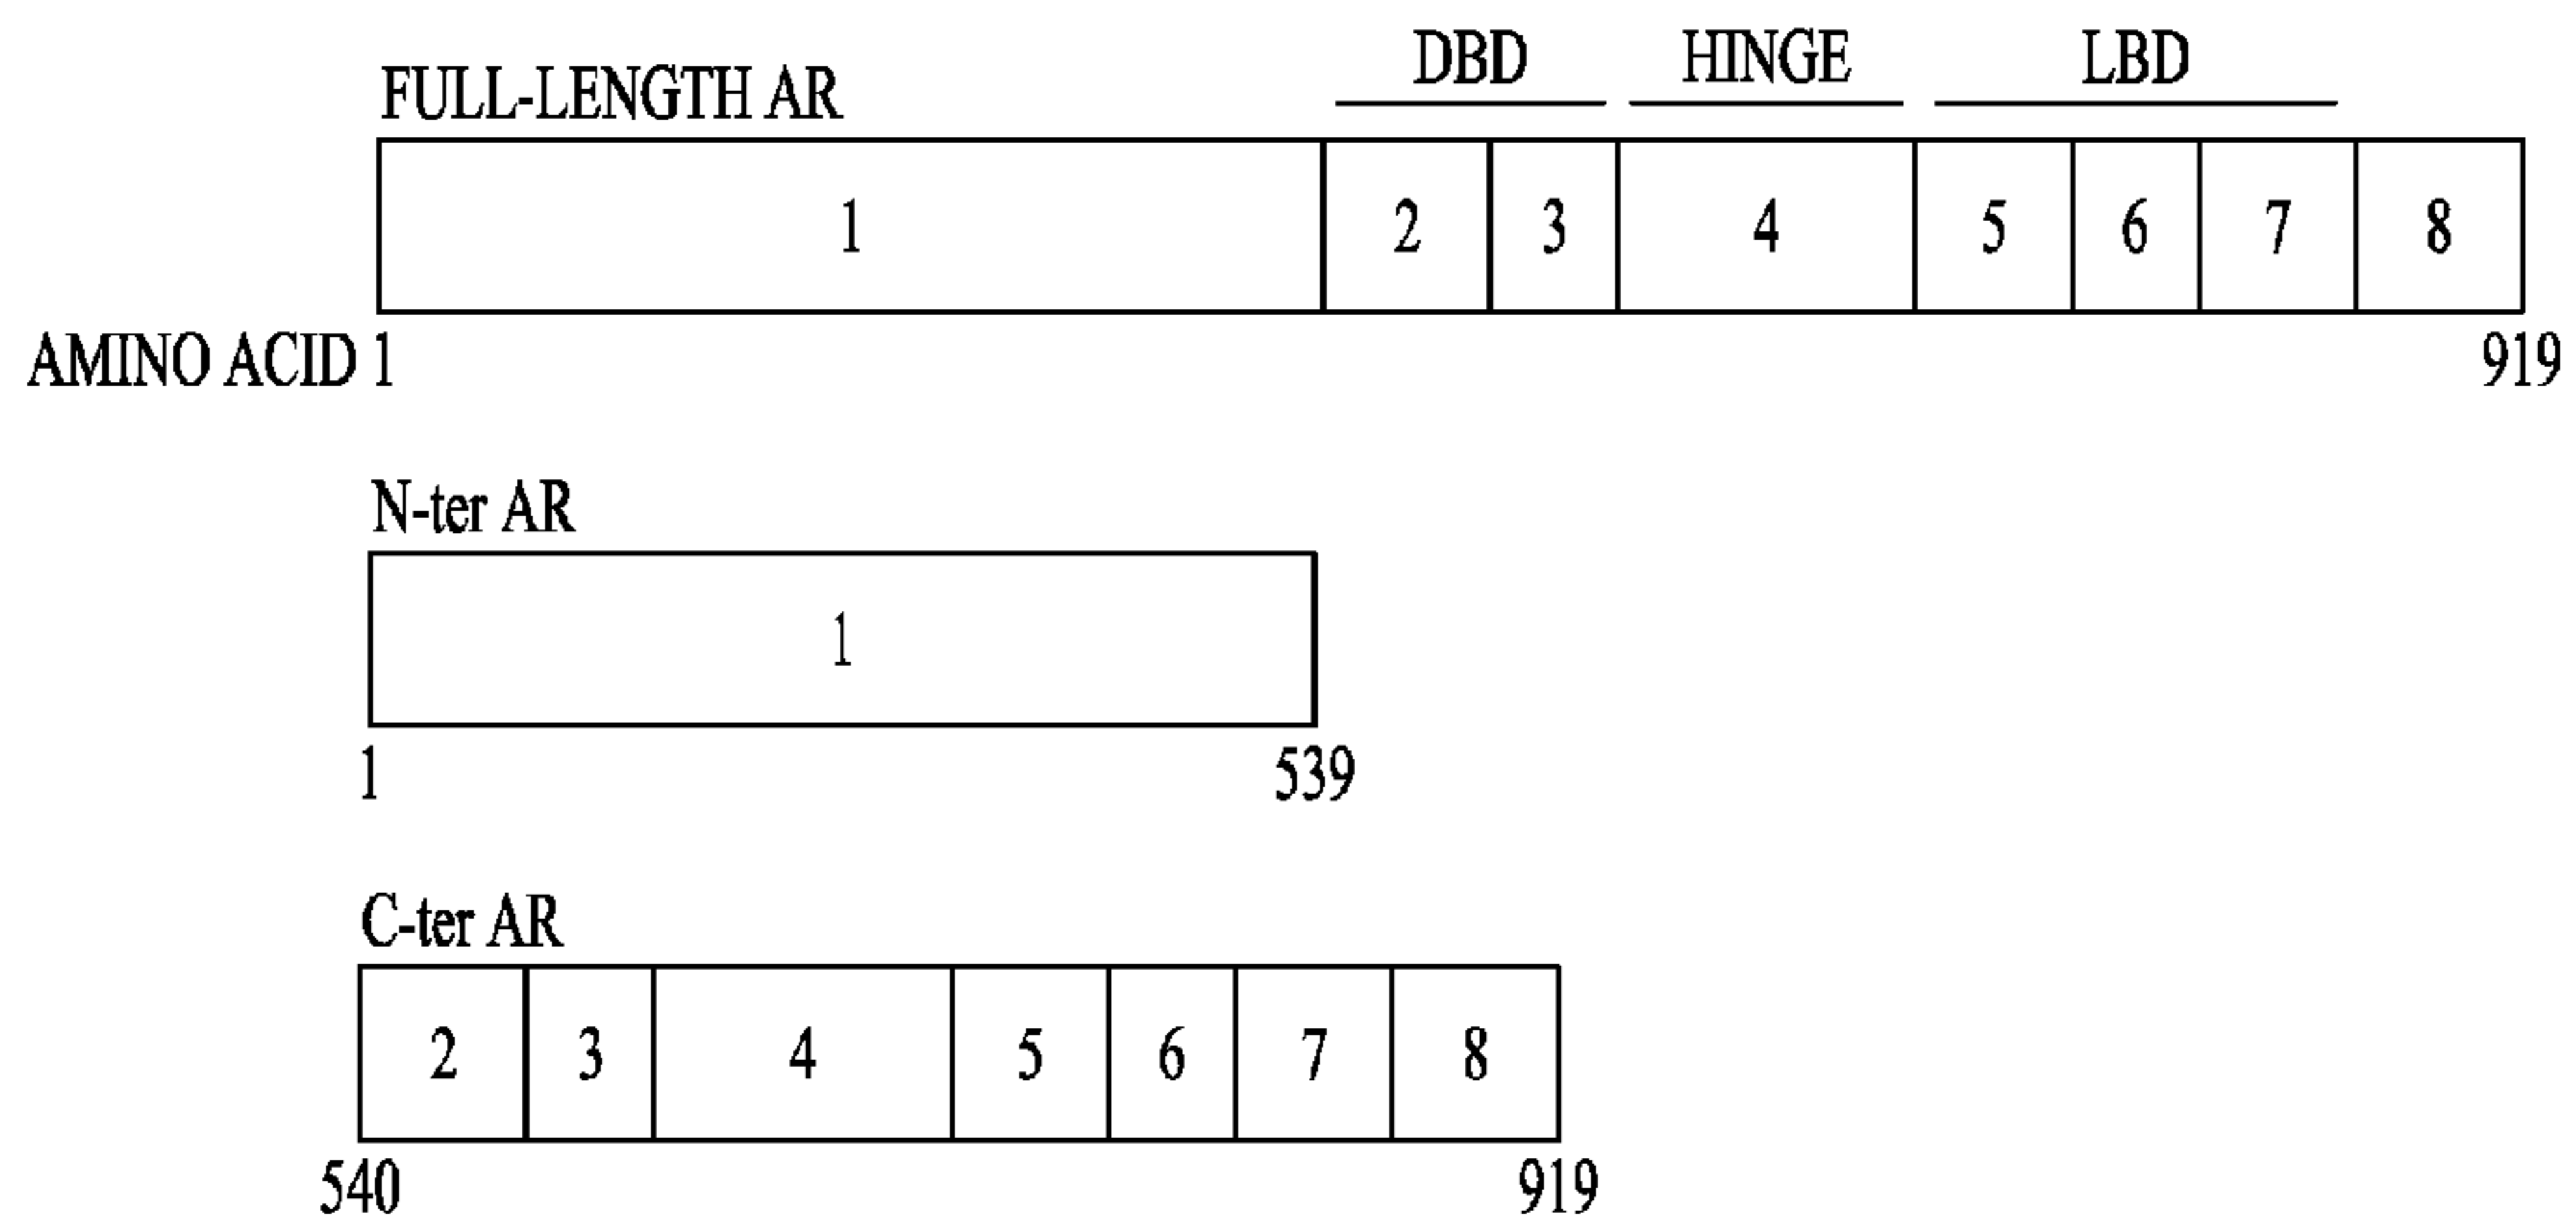 DBD HINGE LBD
FULL-LENGTH AR
1 2 3 4 5 6 7 8
AMINO ACID 1 919
N-ter AR
1
1 539
C-ter AR
2 3 4 5 6 7 8
540 919